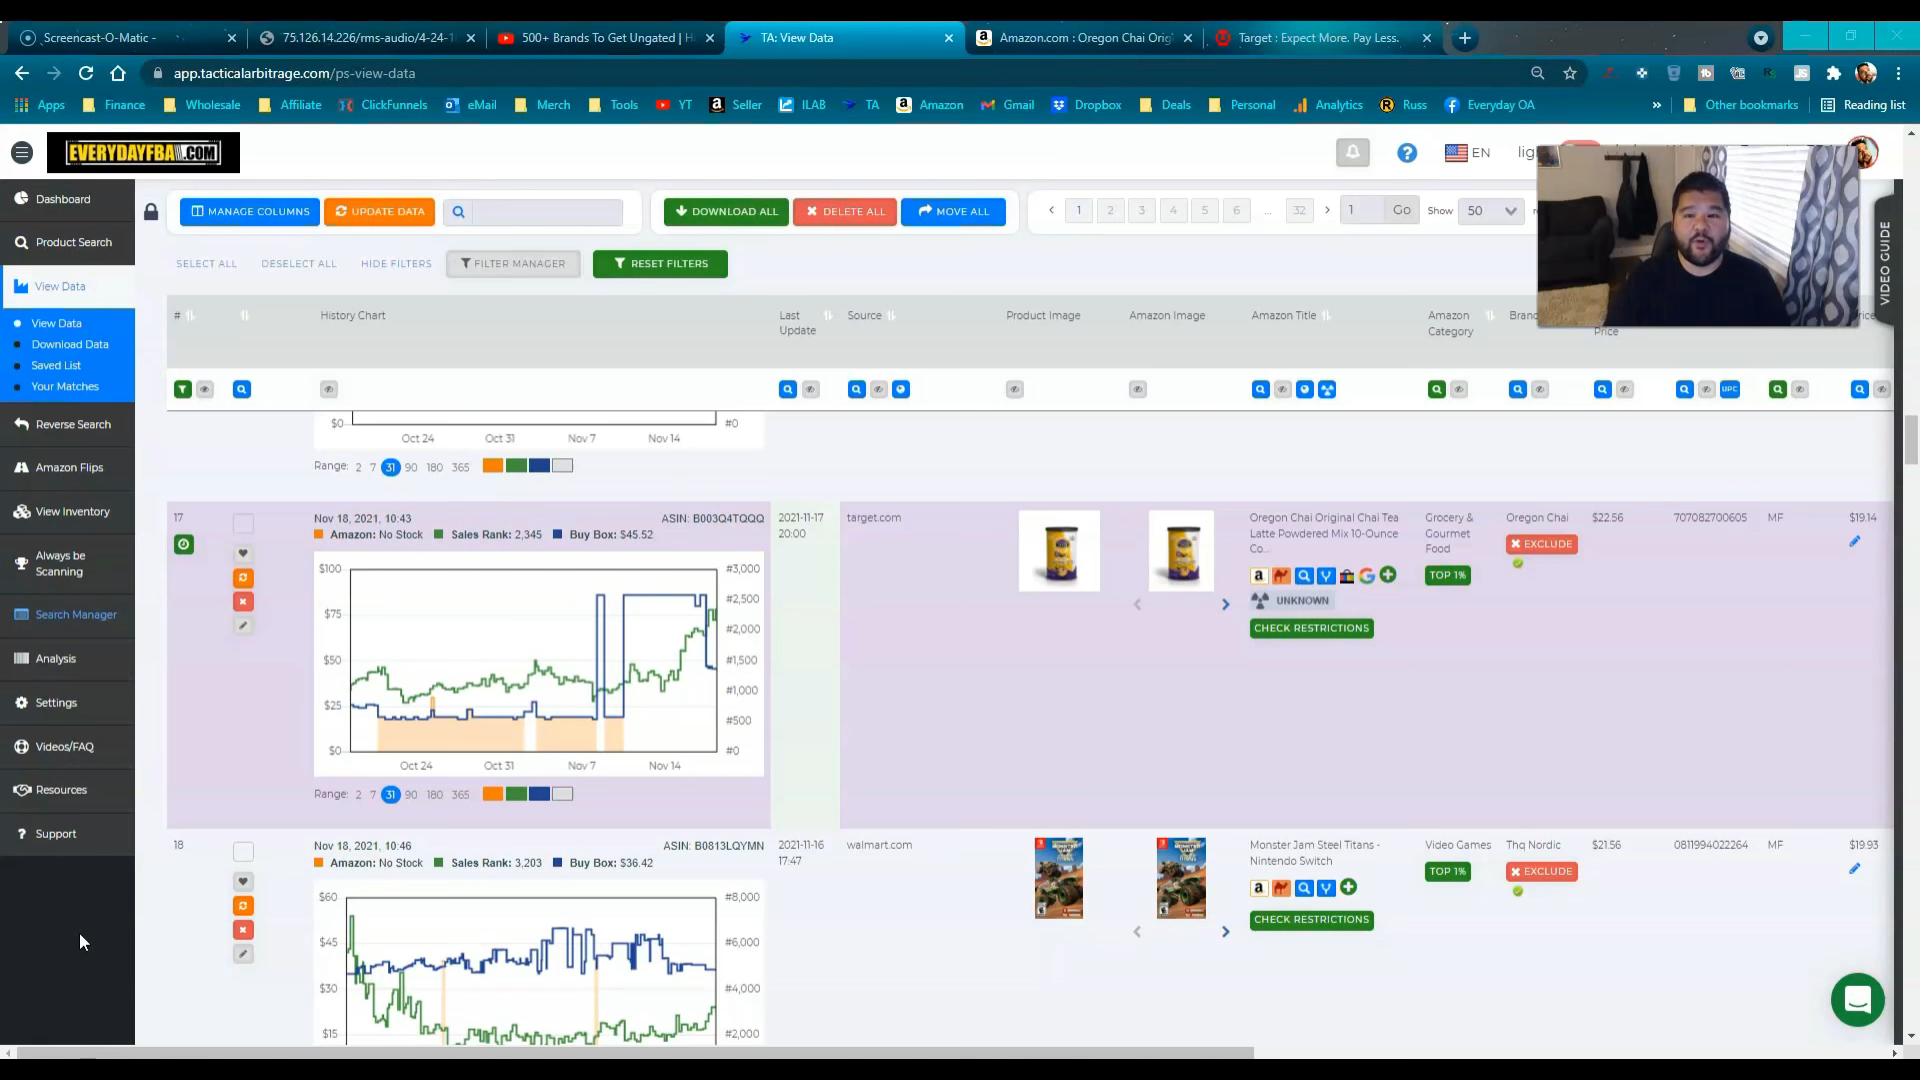 Screencast-O-Matic -
75.126.14.226/rms-audio/4-24-1
500+ Brands To Get Ungated | H
TA: View Data
Amazon.com : Oregon Chai Orig
Target : Expect More. Pay Less.
app.tacticalarbitrage.com/ps-view-data
Apps
Finance
Wholesale
Affiliate
ClickFunnels
eMail
Merch
Tools
YT
Seller
ILAB
TA
Amazon
Gmail
Dropbox
Deals
Personal
Analytics
Russ
Everyday OA
»
Other bookmarks
Reading list
EVERYDAYFBA.COM
EN
Dashboard
Product Search
View Data
View Data
Download Data
Saved List
Your Matches
Reverse Search
Amazon Flips
View Inventory
Always be
Scanning
Search Manager
Analysis
Settings
Videos/FAQ
Resources
Support
MANAGE COLUMNS
UPDATE DATA
DOWNLOAD ALL
DELETE ALL
MOVE ALL
1 2 3 4 5 6 ... 32
1 Go
Show 50
SELECT ALL
DESELECT ALL
HIDE FILTERS
FILTER MANAGER
RESET FILTERS
VIDEO GUIDE
#
History Chart
Last
Update
Source
Product Image
Amazon Image
Amazon Title
Amazon
Category
Price
UPC
$0 #0
Oct 24 Oct 31 Nov 7 Nov 14
Range: 2 7 31 90 180 365
17
Nov 18, 2021, 10:43 ASIN: B003Q4TQQQ
Amazon: No Stock Sales Rank: 2,345 Buy Box: $45.52
$100 #3,000
$75 #2,500
#2,000
$50 #1,500
#1,000
$25 #500
$0 #0
Oct 24 Oct 31 Nov 7 Nov 14
Range: 2 7 31 90 180 365
2021-11-17
20:00
target.com
Oregon Chai Original Chai Tea
Latte Powdered Mix 10-Ounce
Co...
UNKNOWN
CHECK RESTRICTIONS
Grocery &
Gourmet
Food
TOP 1%
Oregon Chai
EXCLUDE
$22.56
707082700605
MF
$19.14
18
Nov 18, 2021, 10:46 ASIN: B0813LQYMN
Amazon: No Stock Sales Rank: 3,203 Buy Box: $36.42
$60 #8,000
$45 #6,000
$30 #4,000
$15 #2,000
2021-11-16
17:47
walmart.com
Monster Jam Steel Titans -
Nintendo Switch
CHECK RESTRICTIONS
Video Games
TOP 1%
Thq Nordic
EXCLUDE
$21.56
0811994022264
MF
$19.93